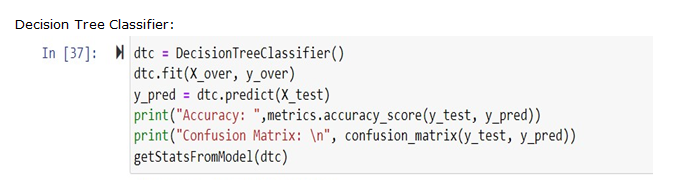 Decision Tree Classifier:
In [37]: dtc = DecisionTreeClassifier()
dtc.fit(X_over, y_over)
y_pred = dtc.predict(X_test)
print("Accuracy: ",metrics.accuracy_score(y_test, y_pred))
print("Confusion Matrix: \n", confusion_matrix(y_test, y_pred))
getStatsFromModel(dtc)